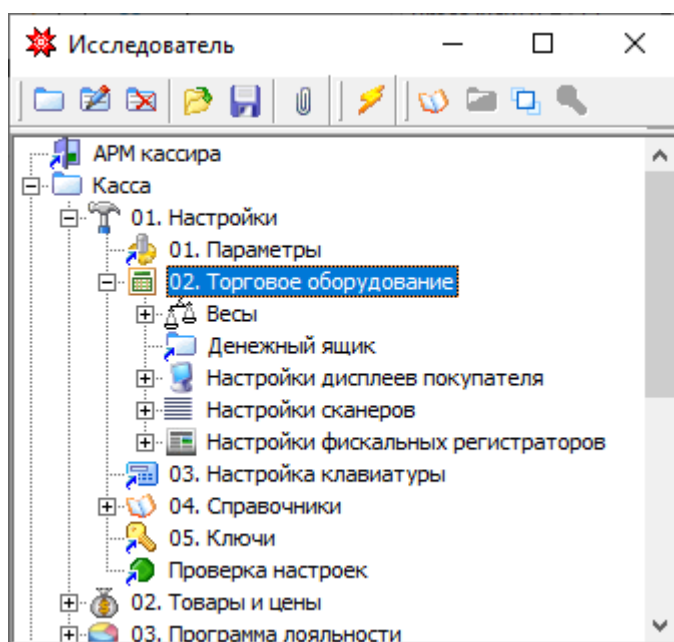 Исследователь
АРМ кассира
Касса
01. Настройки
01. Параметры
02. Торговое оборудование
Весы
Денежный ящик
Настройки дисплеев покупателя
Настройки сканеров
Настройки фискальных регистраторов
03. Настройка клавиатуры
04. Справочники
05. Ключи
Проверка настроек
02. Товары и цены
03. Программа лояльности